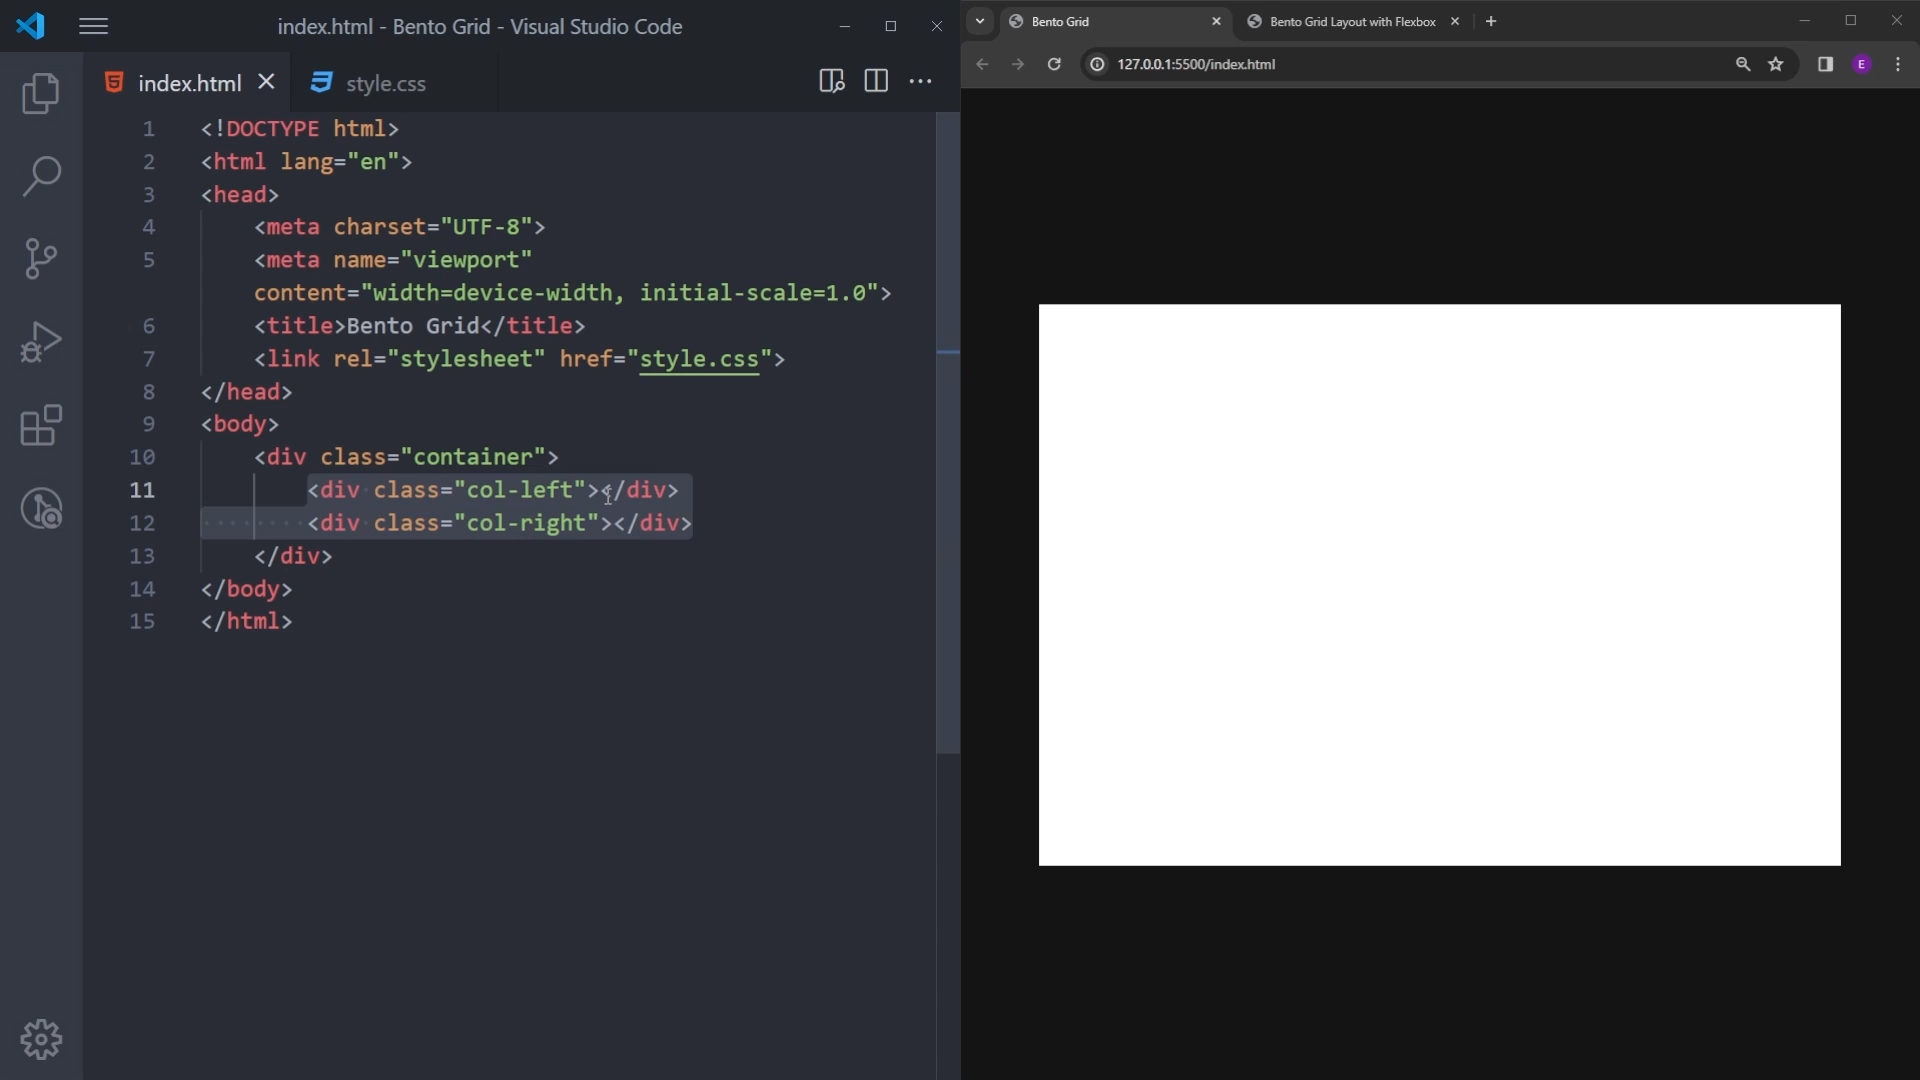 index.html - Bento Grid - Visual Studio Code
index.html
style.css
1 <!DOCTYPE html>
2 <html lang="en">
3 <head>
4 <meta charset="UTF-8">
5 <meta name="viewport"
content="width=device-width, initial-scale=1.0">
6 <title>Bento Grid</title>
7 <link rel="stylesheet" href="style.css">
8 </head>
9 <body>
10 <div class="container">
11 <div class="col-left"></div>
12 <div class="col-right"></div>
13 </div>
14 </body>
15 </html>
Bento Grid
Bento Grid Layout with Flexbox
127.0.0.1:5500/index.html
E